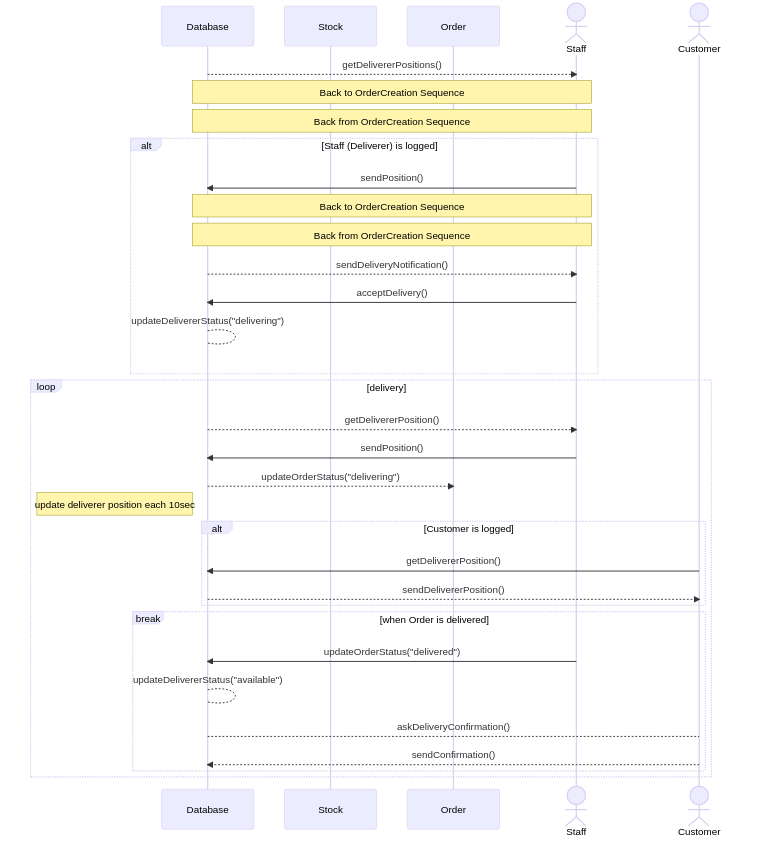 Database
Stock
Order
Staff
Customer
getDelivererPositions()
Back to OrderCreation Sequence
Back from OrderCreation Sequence
alt
[Staff (Deliverer) is logged]
sendPosition()
Back to OrderCreation Sequence
Back from OrderCreation Sequence
sendDeliveryNotification()
acceptDelivery()
updateDelivererStatus("delivering")
loop
[delivery]
getDelivererPosition()
sendPosition()
updateOrderStatus("delivering")
update deliverer position each 10sec
alt
[Customer is logged]
getDelivererPosition()
sendDelivererPosition()
break
[when Order is delivered]
updateOrderStatus("delivered")
updateDelivererStatus("available")
askDeliveryConfirmation()
sendConfirmation()
Database
Stock
Order
Staff
Customer